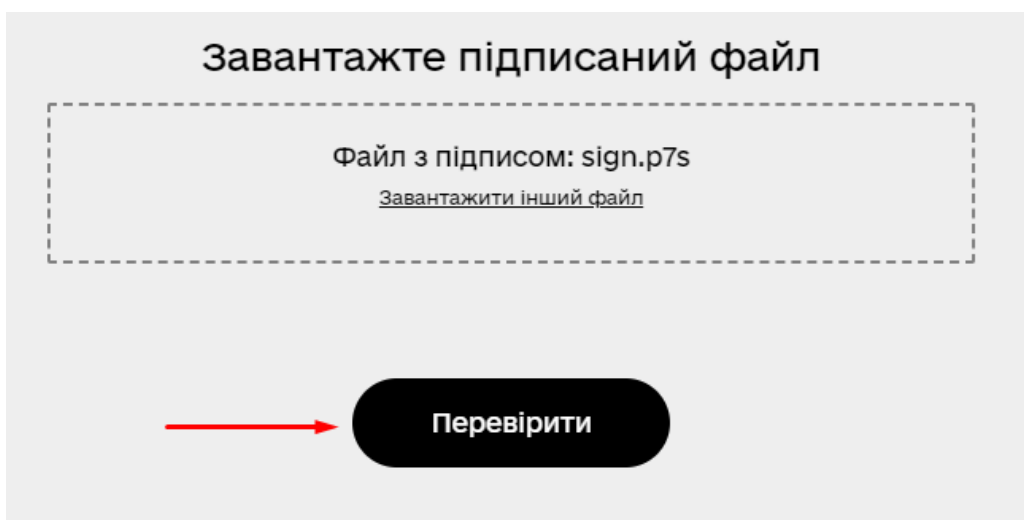 Завантажте підписаний файл
Файл з підписом: sign.p7s
Завантажити інший файл
Перевірити